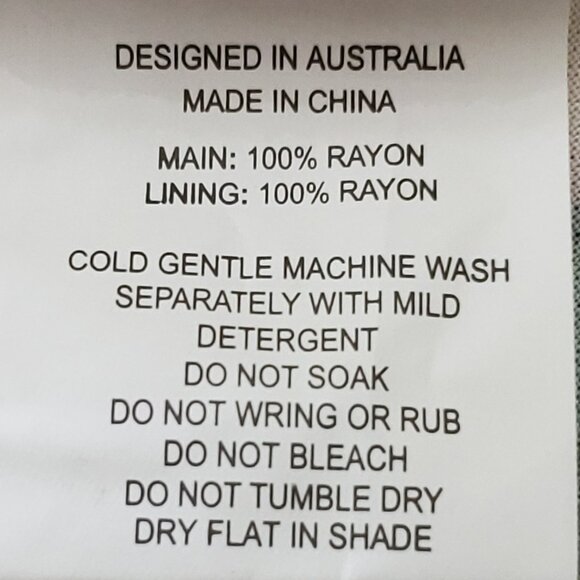 DESIGNED IN AUSTRALIA
MADE IN CHINA
MAIN: 100% RAYON
LINING: 100% RAYON
COLD GENTLE MACHINE WASH
SEPARATELY WITH MILD
DETERGENT
DO NOT SOAK
DO NOT WRING OR RUB
DO NOT BLEACH
DO NOT TUMBLE DRY
DRY FLAT IN SHADE